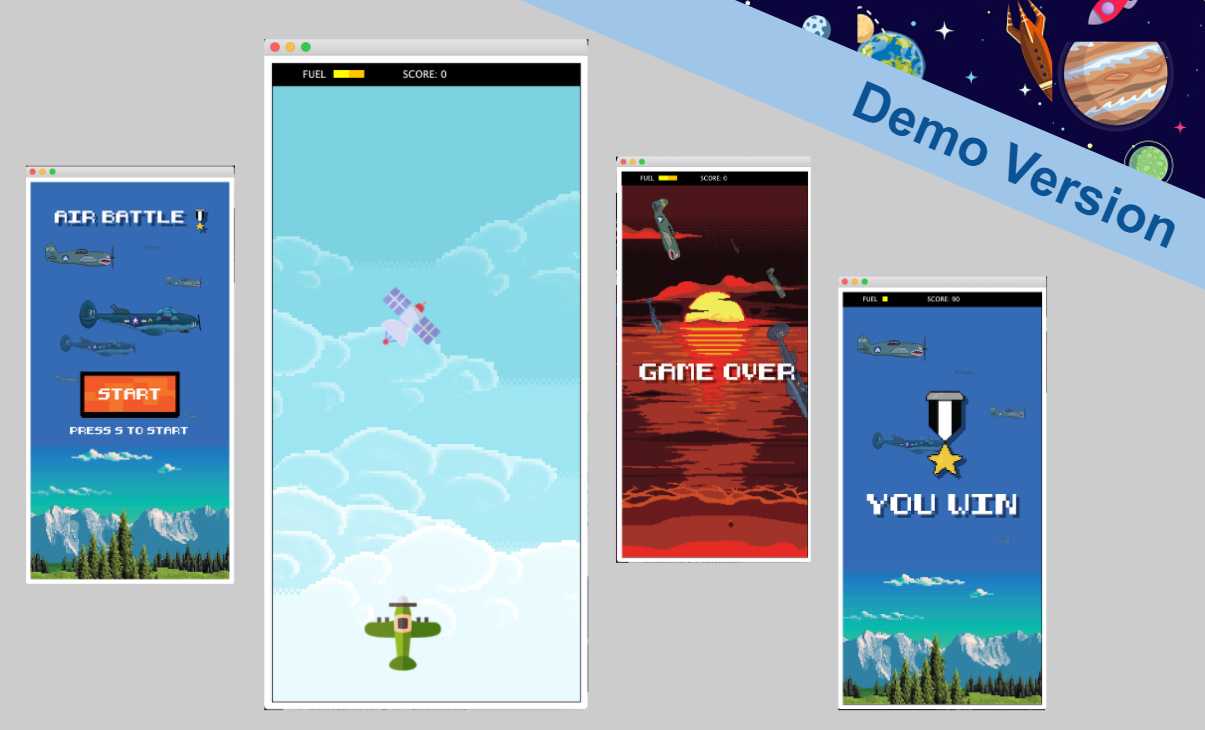 Demo Version
AIR BATTLE
START
PRESS S TO START
FUEL SCORE: 0
FUEL SCORE: 0
GAME OVER
FUEL SCORE: 90
YOU WIN